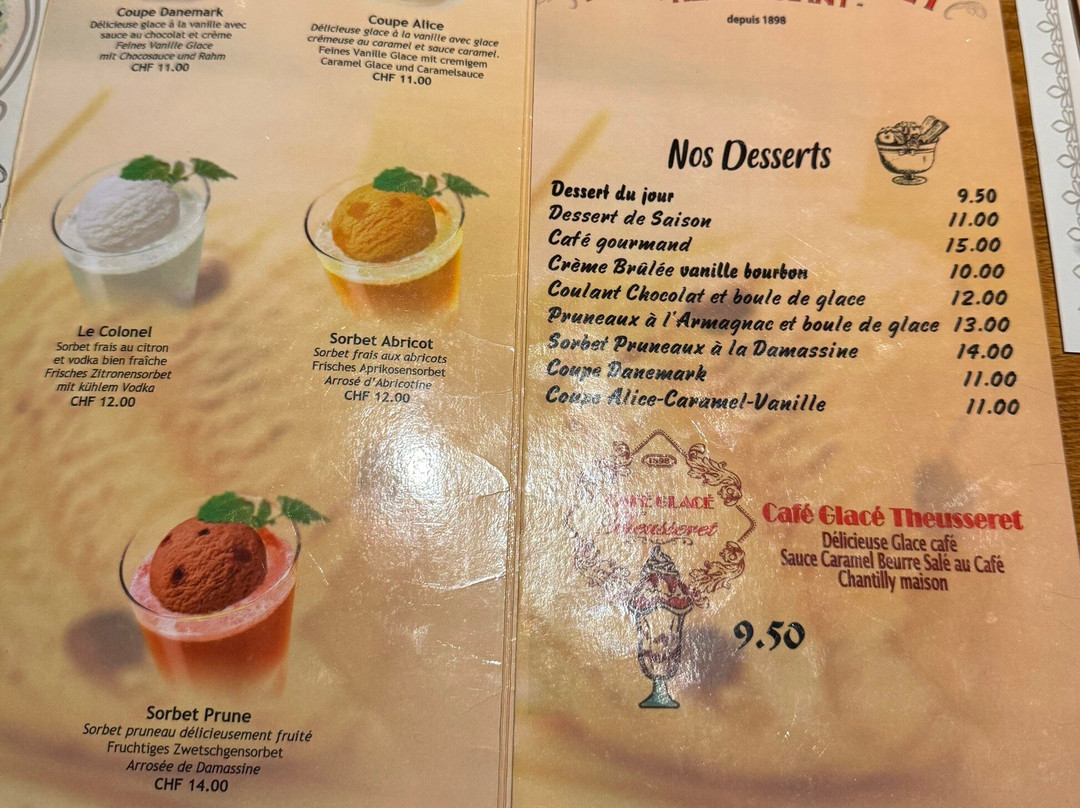 Coupe Danemark
Délicieuse glace à la vanille avec
sauce au chocolat et crème
Feines Vanille Glace
mit Chocosauce und Rahm
CHF 11.00
Coupe Alice
Délicieuse glace à la vanille avec glace
crémeuse au caramel et sauce caramel.
Feines Vanille Glace mit cremigem
Caramel Glace und Caramelsauce
CHF 11.00
Le Colonel
Sorbet frais au citron
et vodka bien fraîche
Frisches Zitronensorbet
mit kühlem Vodka
CHF 12.00
Sorbet Abricot
Sorbet frais aux abricots
Frisches Aprikosensorbet
Arrosé d'Abricotine
CHF 12.00
Sorbet Prune
Sorbet pruneau délicieusement fruité
Fruchtiges Zwetschgensorbet
Arrosée de Damassine
CHF 14.00
depuis 1898
Nos Desserts
Dessert du jour 9.50
Dessert de Saison 11.00
Café gourmand 15.00
Crème Brûlée vanille bourbon 10.00
Coulant Chocolat et boule de glace 12.00
Pruneaux à l'Armagnac et boule de glace 13.00
Sorbet Pruneaux à la Damassine 14.00
Coupe Danemark 11.00
Coupe Alice-Caramel-Vanille 11.00
1898
CAFÉ GLACÉ
Theusseret
Café Glacé Theusseret
Délicieuse Glace café
Sauce Caramel Beurre Salé au Café
Chantilly maison
9.50